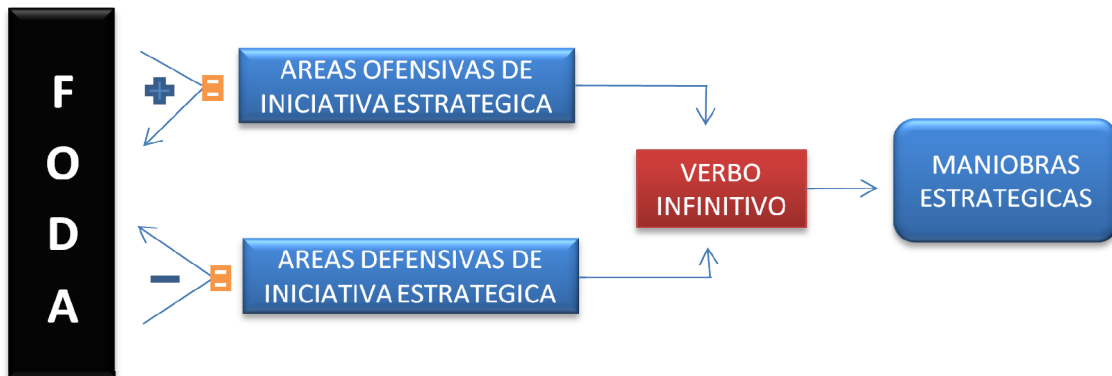 F
O
D
A
+
=
AREAS OFENSIVAS DE
INICIATIVA ESTRATEGICA
−
=
AREAS DEFENSIVAS DE
INICIATIVA ESTRATEGICA
VERBO
INFINITIVO
MANIOBRAS
ESTRATEGICAS